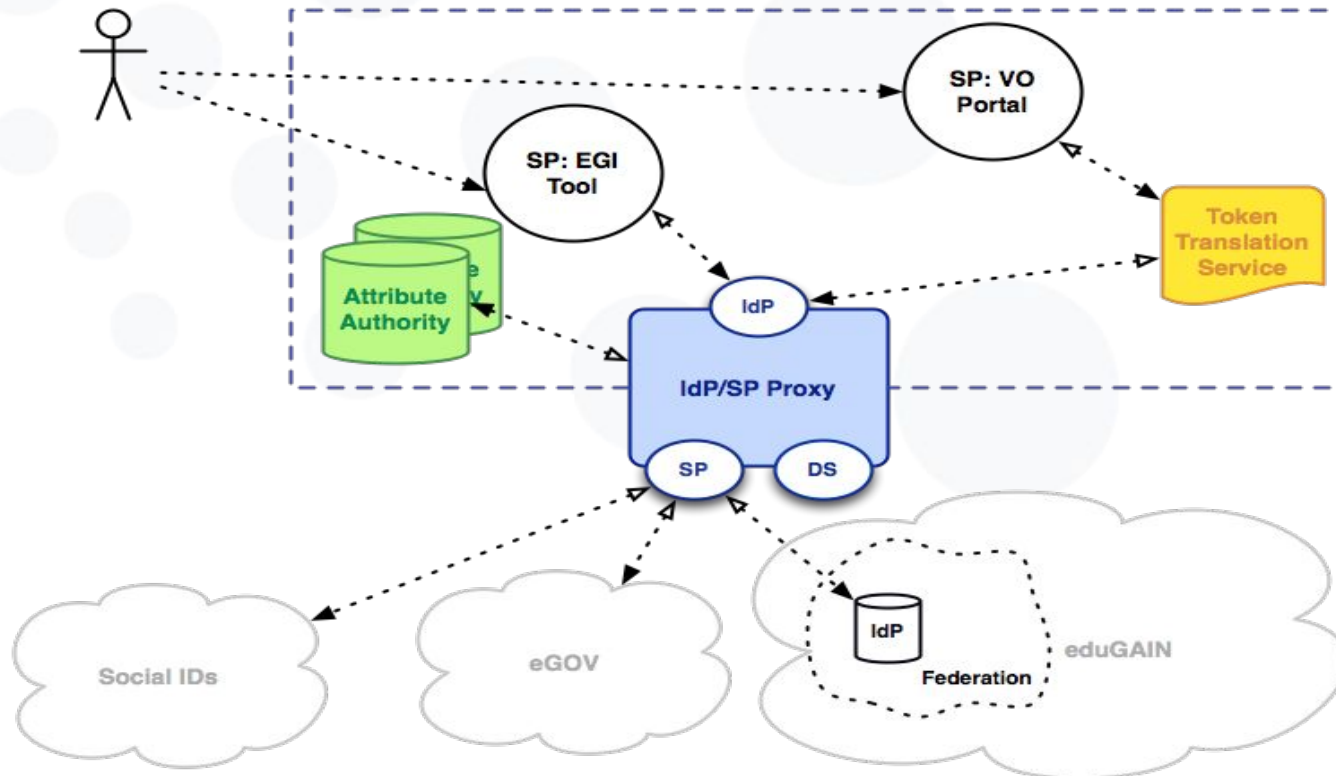 SP: VO
Portal
SP: EGI
Tool
Token
Translation
Service
Attribute
Authority
e
y
IdP
IdP/SP Proxy
SP
DS
IdP
Federation
eduGAIN
eGOV
Social IDs